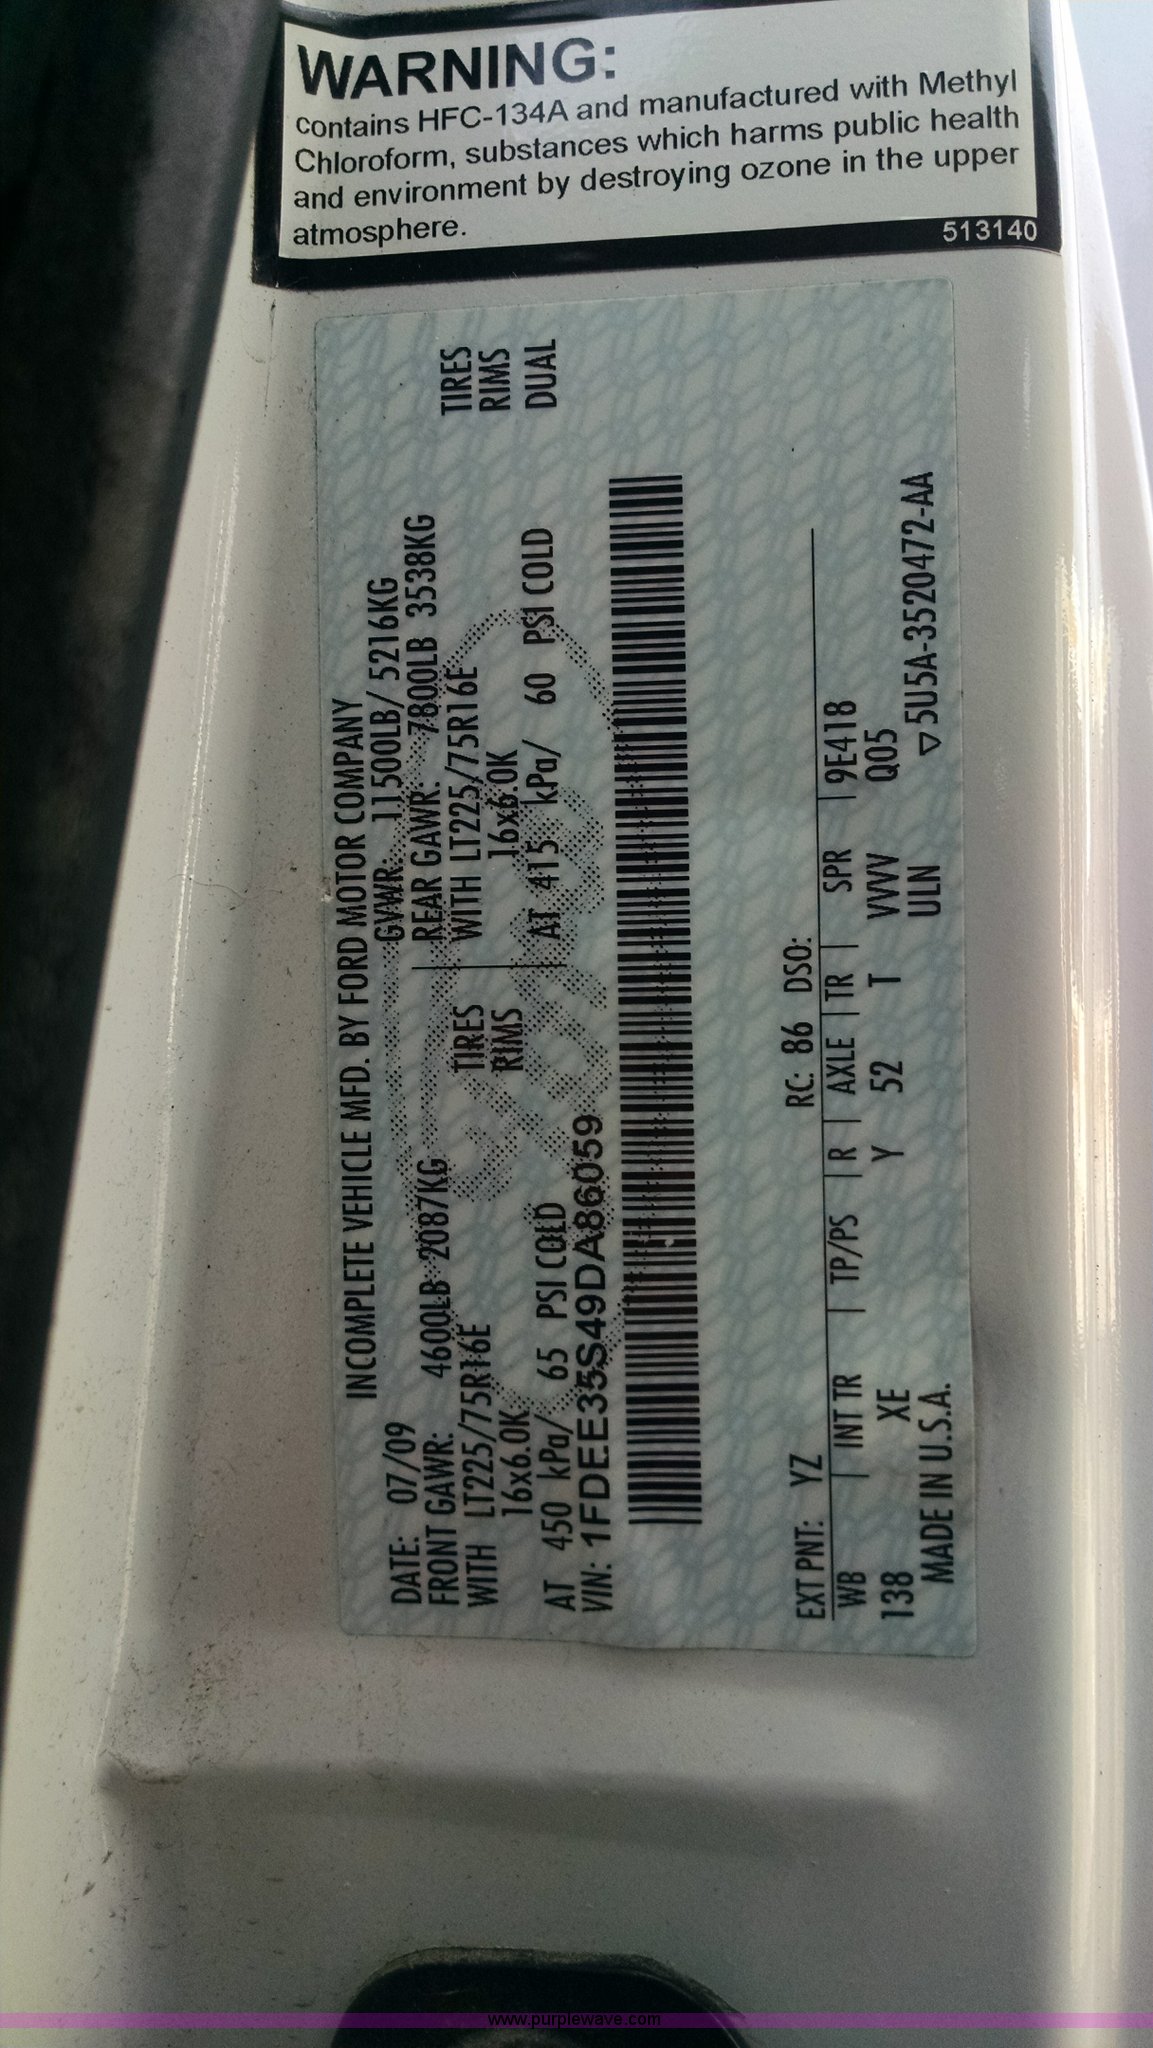 WARNING:
contains HFC-134A and manufactured with Methyl
Chloroform, substances which harms public health
and environment by destroying ozone in the upper
atmosphere.
513140
INCOMPLETE VEHICLE MFD. BY FORD MOTOR COMPANY
DATE: 07/09 GVWR: 11500LB/ 5216KG
FRONT GAWR: 4600LB 2087KG REAR GAWR: 7800LB 3538KG
WITH LT225/75R16E TIRES WITH LT225/75R16E TIRES
16x6.0K RIMS 16x6.0K RIMS
AT 450 kPa/ 65 PSI COLD AT 415 kPa/ 60 PSI COLD DUAL
VIN: 1FDEE35S49DA86059
EXT PNT: YZ RC: 86 DSO:
WB | INT TR | TP/PS | R | AXLE | TR | SPR | 9E418
138 XE Y 52 T VVV Q05
ULN
MADE IN U.S.A. ▽5U5A-3520472-AA
www.purplewave.com